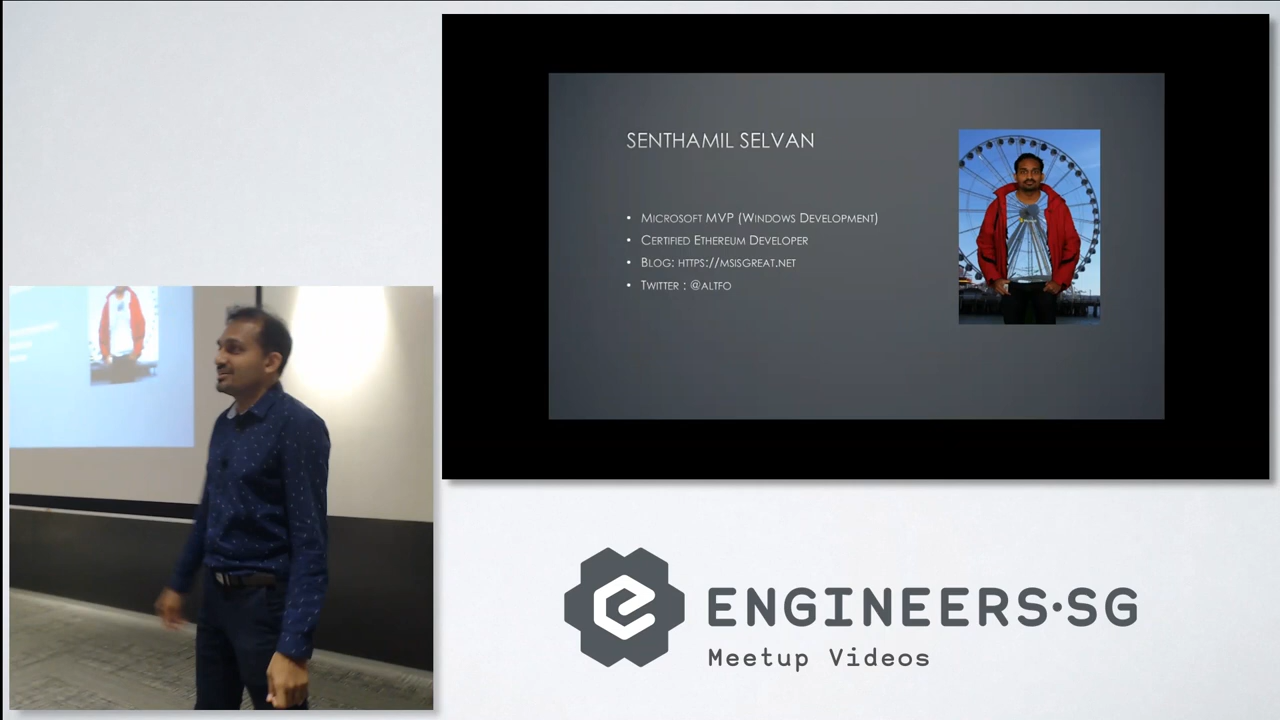 SENTHAMIL SELVAN
• MICROSOFT MVP (WINDOWS DEVELOPMENT)
• CERTIFIED ETHEREUM DEVELOPER
• BLOG: HTTPS://MSISGREAT.NET
• TWITTER : @ALTFO
ENGINEERS·SG
Meetup Videos